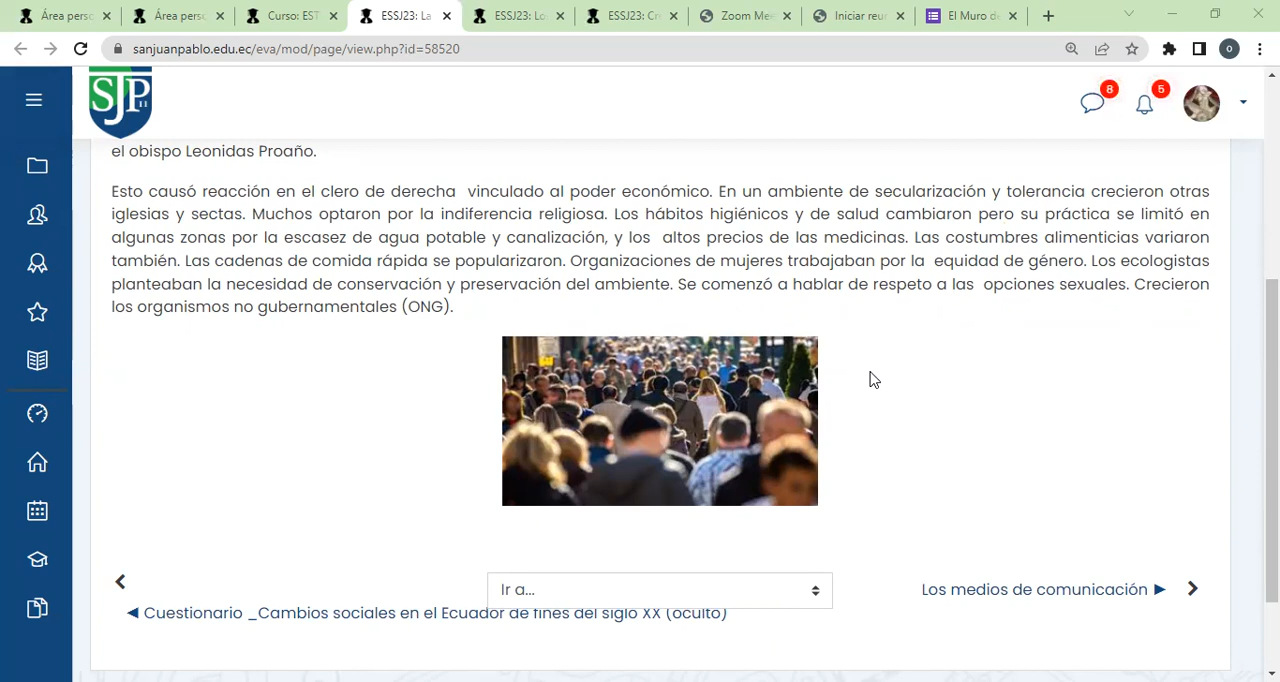 Área perso
Área perso
Curso: EST
ESSJ23: La
ESSJ23: Lo
ESSJ23: Cr
Zoom Mee
Iniciar reur
El Muro de
sanjuanpablo.edu.ec/eva/mod/page/view.php?id=58520
O
SJP II
8
5
el obispo Leonidas Proaño.
Esto causó reacción en el clero de derecha vinculado al poder económico. En un ambiente de secularización y tolerancia crecieron otras
iglesias y sectas. Muchos optaron por la indiferencia religiosa. Los hábitos higiénicos y de salud cambiaron pero su práctica se limitó en
algunas zonas por la escasez de agua potable y canalización, y los altos precios de las medicinas. Las costumbres alimenticias variaron
también. Las cadenas de comida rápida se popularizaron. Organizaciones de mujeres trabajaban por la equidad de género. Los ecologistas
planteaban la necesidad de conservación y preservación del ambiente. Se comenzó a hablar de respeto a las opciones sexuales. Crecieron
los organismos no gubernamentales (ONG).
Ir a...
Los medios de comunicación ►
◄ Cuestionario _Cambios sociales en el Ecuador de fines del siglo XX (oculto)